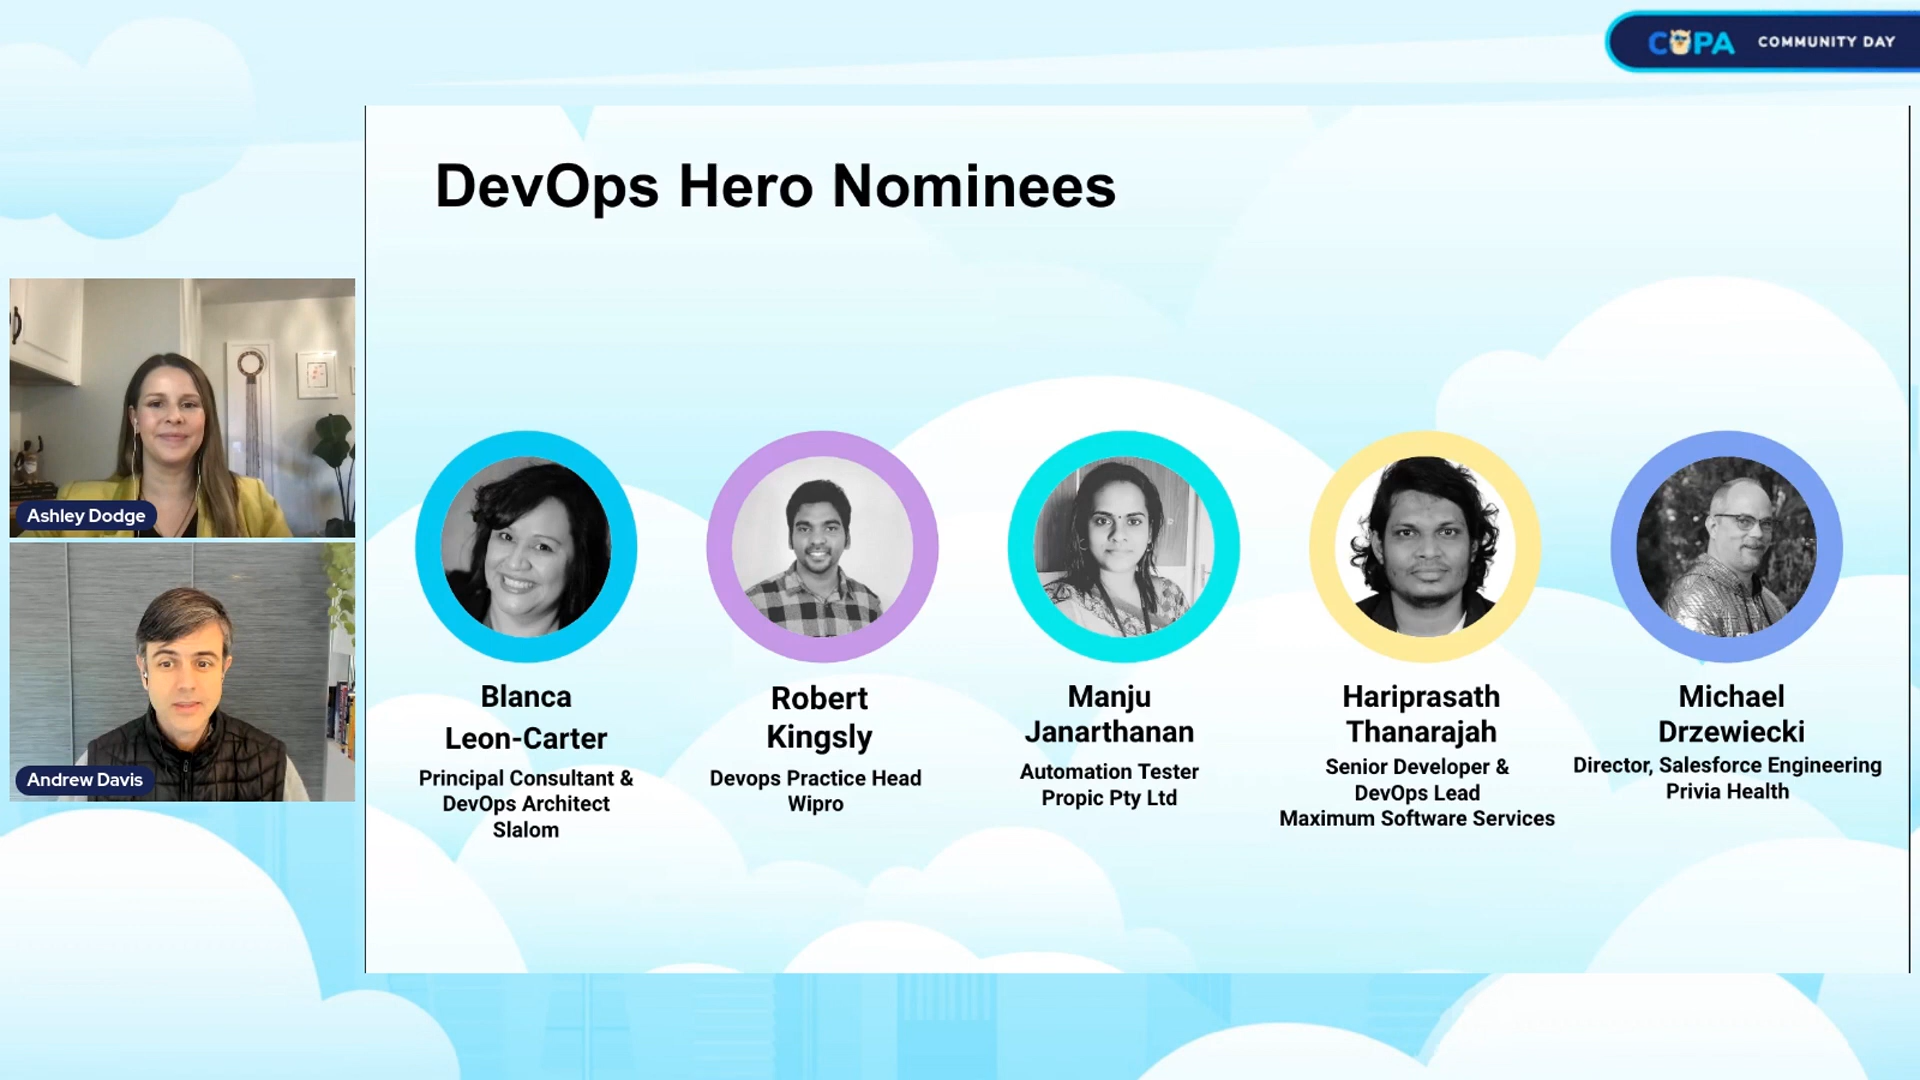 COPA COMMUNITY DAY
DevOps Hero Nominees
Ashley Dodge
Andrew Davis
Blanca
Leon-Carter
Principal Consultant &
DevOps Architect
Slalom
Robert
Kingsly
Devops Practice Head
Wipro
Manju
Janarthanan
Automation Tester
Propic Pty Ltd
Hariprasath
Thanarajah
Senior Developer &
DevOps Lead
Maximum Software Services
Michael
Drzewiecki
Director, Salesforce Engineering
Privia Health